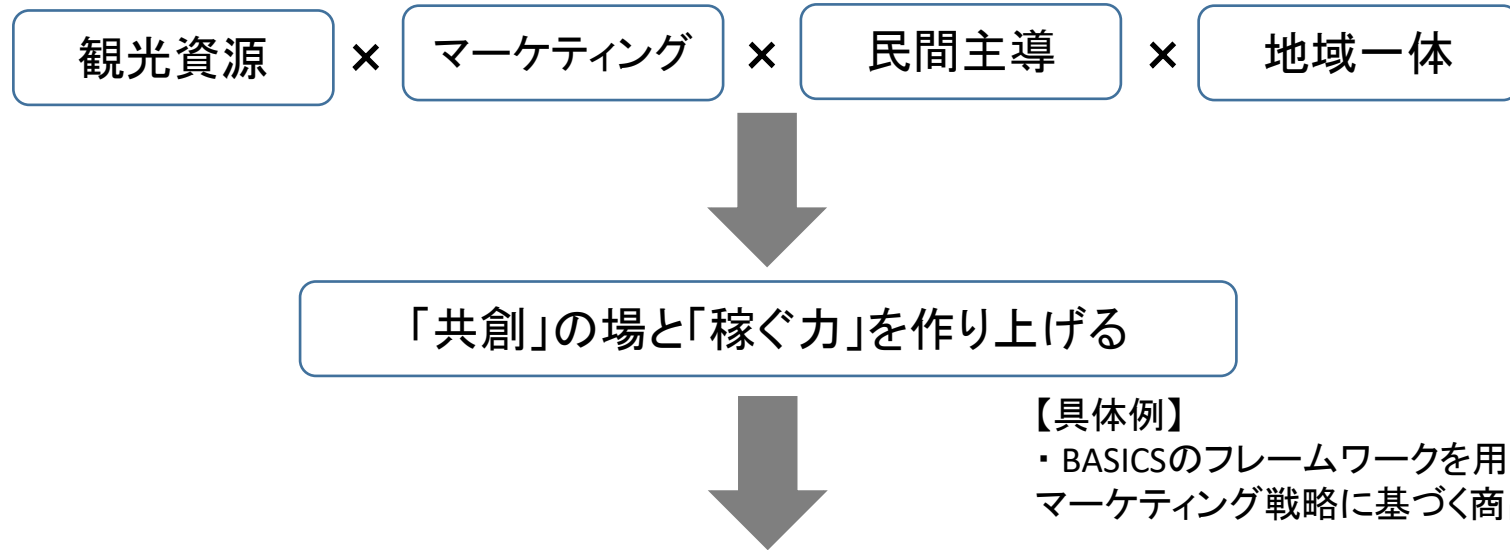 観光資源 × マーケティング × 民間主導 × 地域一体
「共創」の場と「稼ぐ力」を作り上げる
【具体例】
・BASICSのフレームワークを用
マーケティング戦略に基づく商